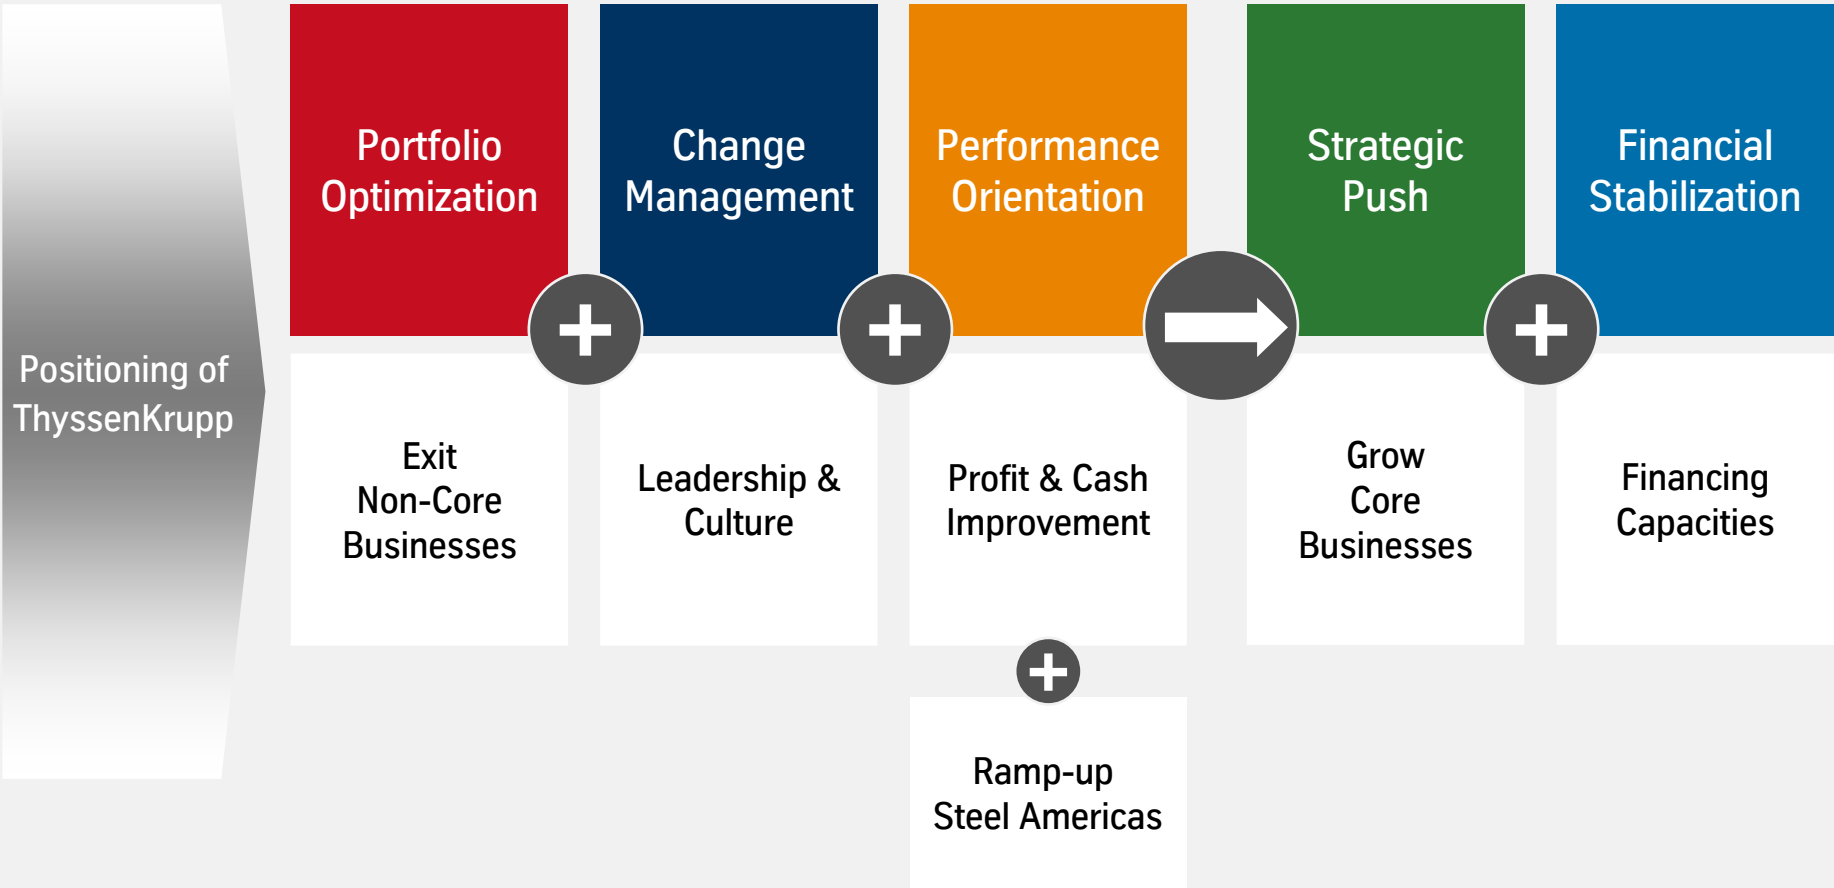 Positioning of
ThyssenKrupp
Portfolio
Optimization
Change
Management
Performance
Orientation
Strategic
Push
Financial
Stabilization
Exit
Non-Core
Businesses
Leadership &
Culture
Profit & Cash
Improvement
Grow
Core
Businesses
Financing
Capacities
Ramp-up
Steel Americas